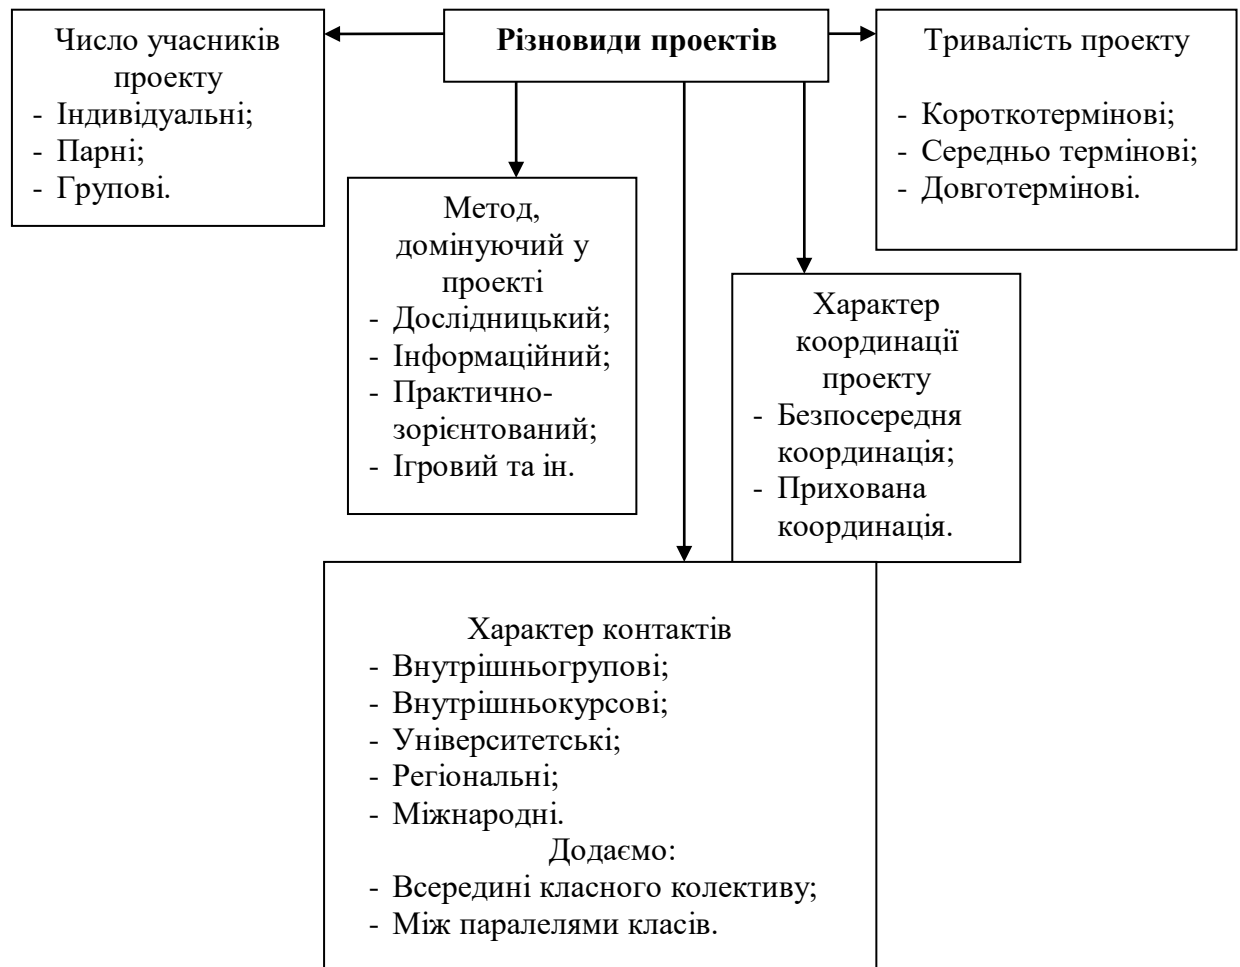 Різновиди проектів
Число учасників
проекту
- Індивідуальні;
- Парні;
- Групові.
Тривалість проекту
- Короткотермінові;
- Середньо термінові;
- Довготермінові.
Метод,
домінуючий у
проекті
- Дослідницький;
- Інформаційний;
- Практично-
зорієнтований;
- Ігровий та ін.
Характер
координації
проекту
- Безпосередня
координація;
- Прихована
координація.
Характер контактів
- Внутрішньогрупові;
- Внутрішньокурсові;
- Університетські;
- Регіональні;
- Міжнародні.
Додаємо:
- Всередині класного колективу;
- Між паралелями класів.